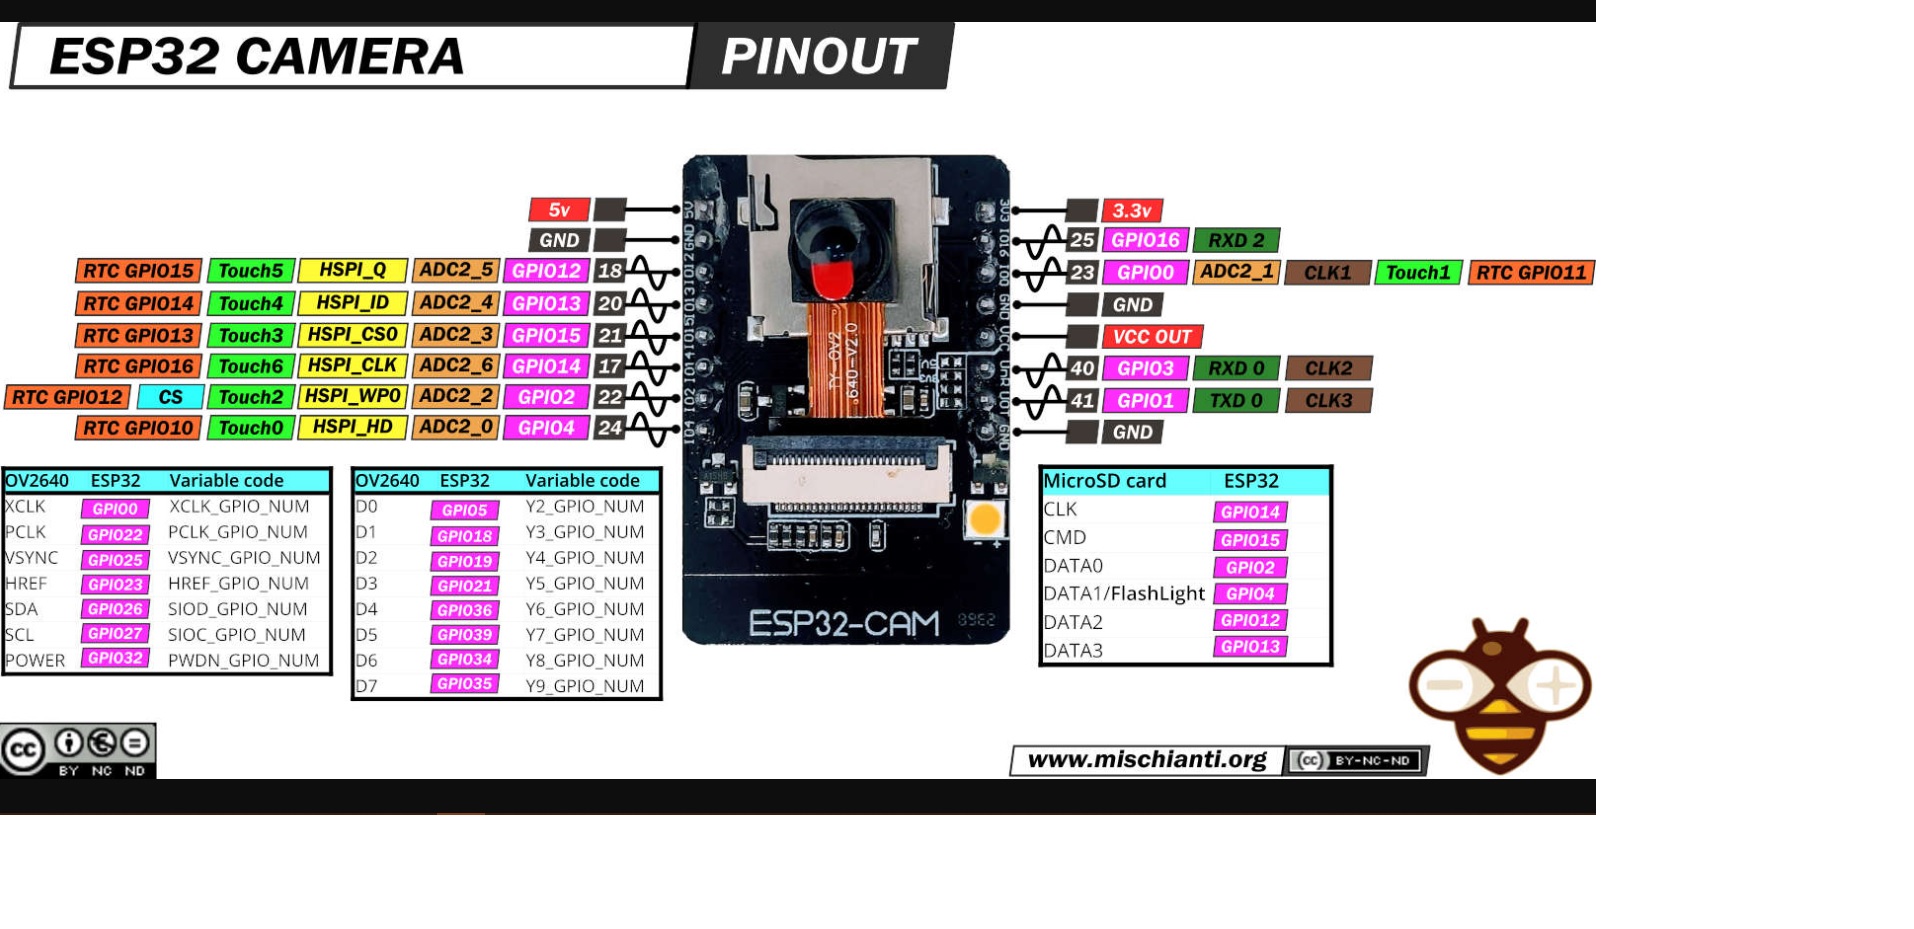 ESP32 CAMERA PINOUT
5v
GND
RTC GPIO15 Touch5 HSPI_Q ADC2_5 GPIO12 18
RTC GPIO14 Touch4 HSPI_ID ADC2_4 GPIO13 20
RTC GPIO13 Touch3 HSPI_CS0 ADC2_3 GPIO15 21
RTC GPIO16 Touch6 HSPI_CLK ADC2_6 GPIO14 17
RTC GPIO12 CS Touch2 HSPI_WP0 ADC2_2 GPIO2 22
RTC GPIO10 Touch0 HSPI_HD ADC2_0 GPIO4 24
5V
GND
IO12
IO13
IO15
IO14
IO2
IO4
TY-OV2
640-V2.0
3V3
IO16
IO0
GND
VCC
U0R
U0T
GND
ESP32-CAM
3.3v
25 GPIO16 RXD 2
23 GPIO0 ADC2_1 CLK1 Touch1 RTC GPIO11
GND
VCC OUT
40 GPIO3 RXD 0 CLK2
41 GPIO1 TXD 0 CLK3
GND
OV2640 ESP32 Variable code
XCLK GPIO0 XCLK_GPIO_NUM
PCLK GPIO22 PCLK_GPIO_NUM
VSYNC GPIO25 VSYNC_GPIO_NUM
HREF GPIO23 HREF_GPIO_NUM
SDA GPIO26 SIOD_GPIO_NUM
SCL GPIO27 SIOC_GPIO_NUM
POWER GPIO32 PWDN_GPIO_NUM
OV2640 ESP32 Variable code
D0 GPIO5 Y2_GPIO_NUM
D1 GPIO18 Y3_GPIO_NUM
D2 GPIO19 Y4_GPIO_NUM
D3 GPIO21 Y5_GPIO_NUM
D4 GPIO36 Y6_GPIO_NUM
D5 GPIO39 Y7_GPIO_NUM
D6 GPIO34 Y8_GPIO_NUM
D7 GPIO35 Y9_GPIO_NUM
MicroSD card ESP32
CLK GPIO14
CMD GPIO15
DATA0 GPIO2
DATA1/FlashLight GPIO4
DATA2 GPIO12
DATA3 GPIO13
cc
BY NC ND
www.mischianti.org
cc BY-NC-ND